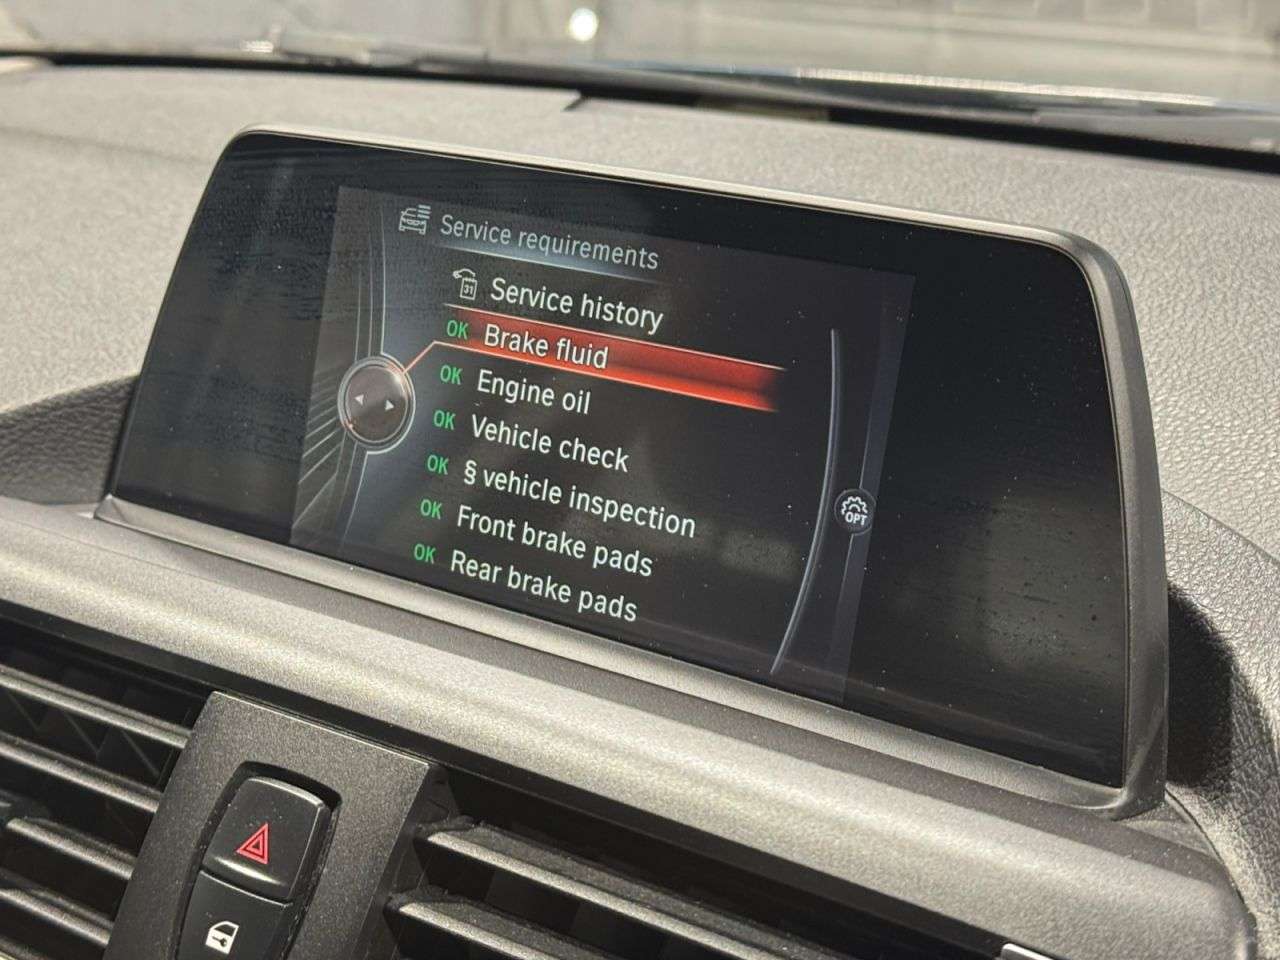 Service requirements
31 Service history
OK Brake fluid
OK Engine oil
OK Vehicle check
OK § vehicle inspection
OK Front brake pads
OK Rear brake pads
OPT